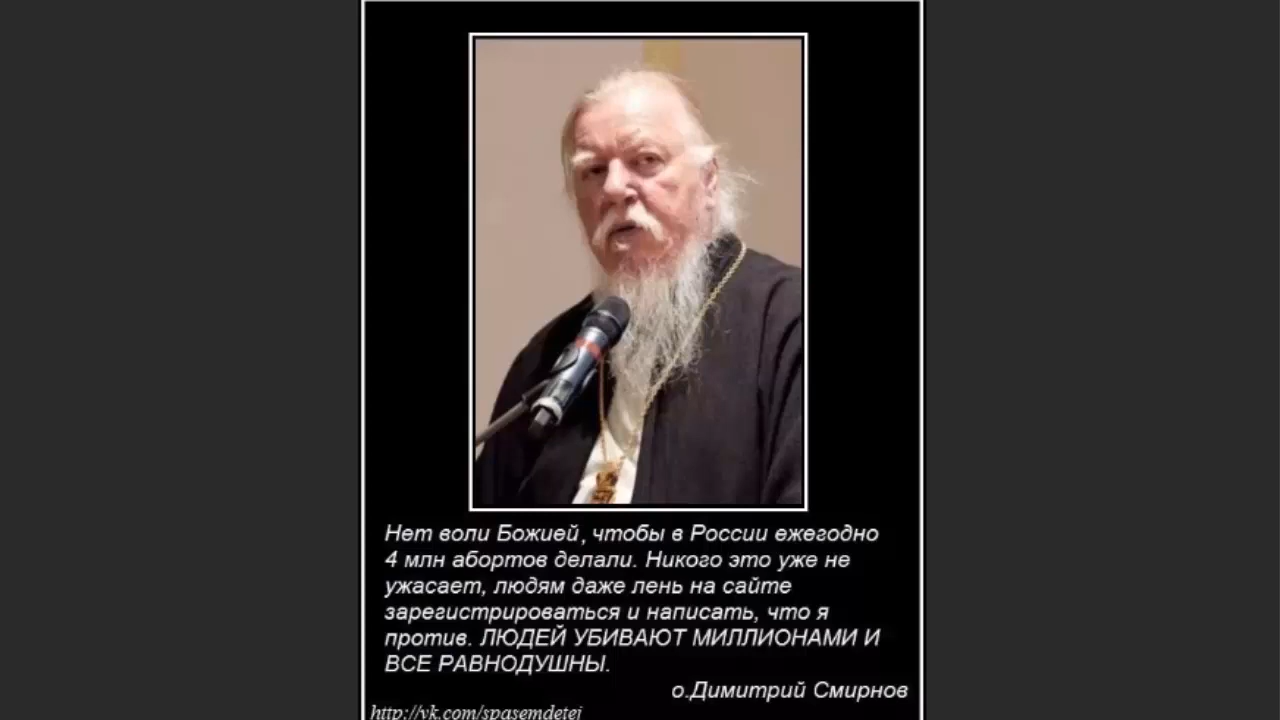 Нет воли Божией, чтобы в России ежегодно
4 млн абортов делали. Никого это уже не
ужасает, людям даже лень на сайте
зарегистрироваться и написать, что я
против. ЛЮДЕЙ УБИВАЮТ МИЛЛИОНАМИ И
ВСЕ РАВНОДУШНЫ.
о.Димитрий Смирнов
http://vk.com/spasemdetej